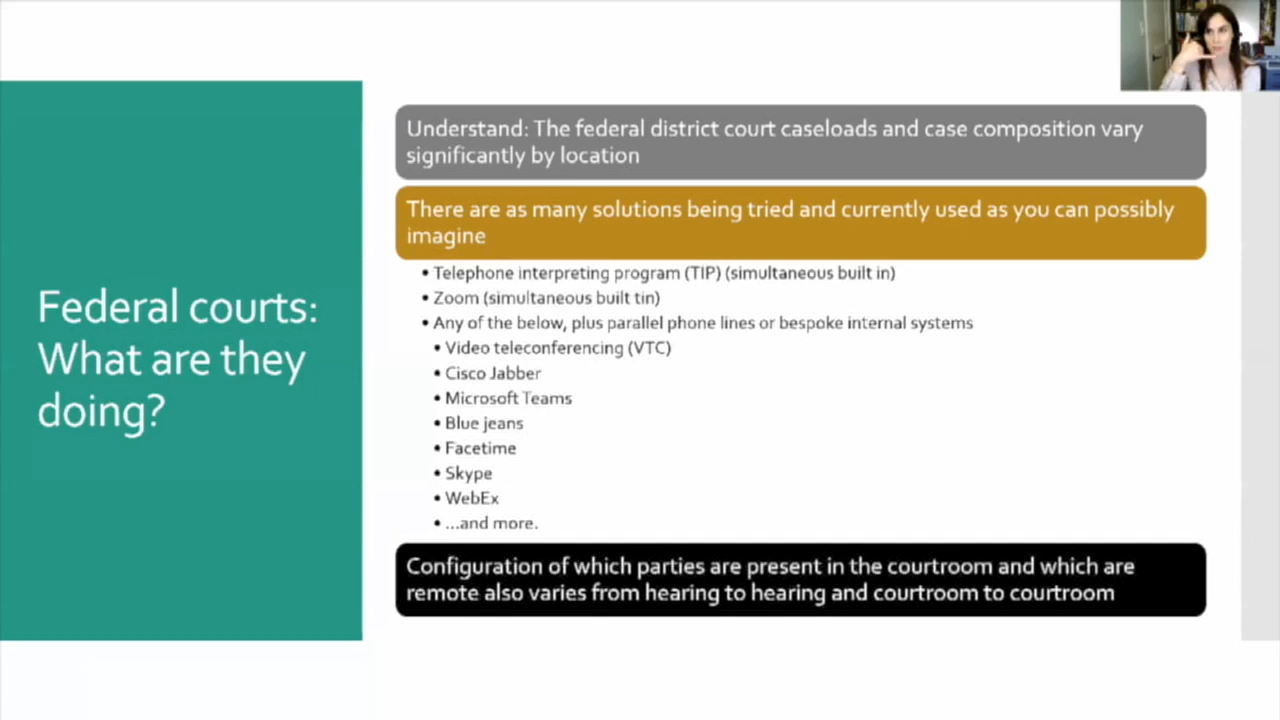 Federal courts:
What are they
doing?
Understand: The federal district court caseloads and case composition vary
significantly by location
There are as many solutions being tried and currently used as you can possibly
imagine
• Telephone interpreting program (TIP) (simultaneous built in)
• Zoom (simultaneous built tin)
• Any of the below, plus parallel phone lines or bespoke internal systems
• Video teleconferencing (VTC)
• Cisco Jabber
• Microsoft Teams
• Blue jeans
• Facetime
• Skype
• WebEx
• ...and more.
Configuration of which parties are present in the courtroom and which are
remote also varies from hearing to hearing and courtroom to courtroom